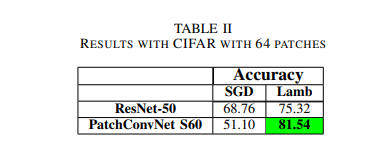 TABLE II
RESULTS WITH CIFAR WITH 64 PATCHES
Accuracy
SGD Lamb
ResNet-50 68.76 75.32
PatchConvNet S60 51.10 81.54